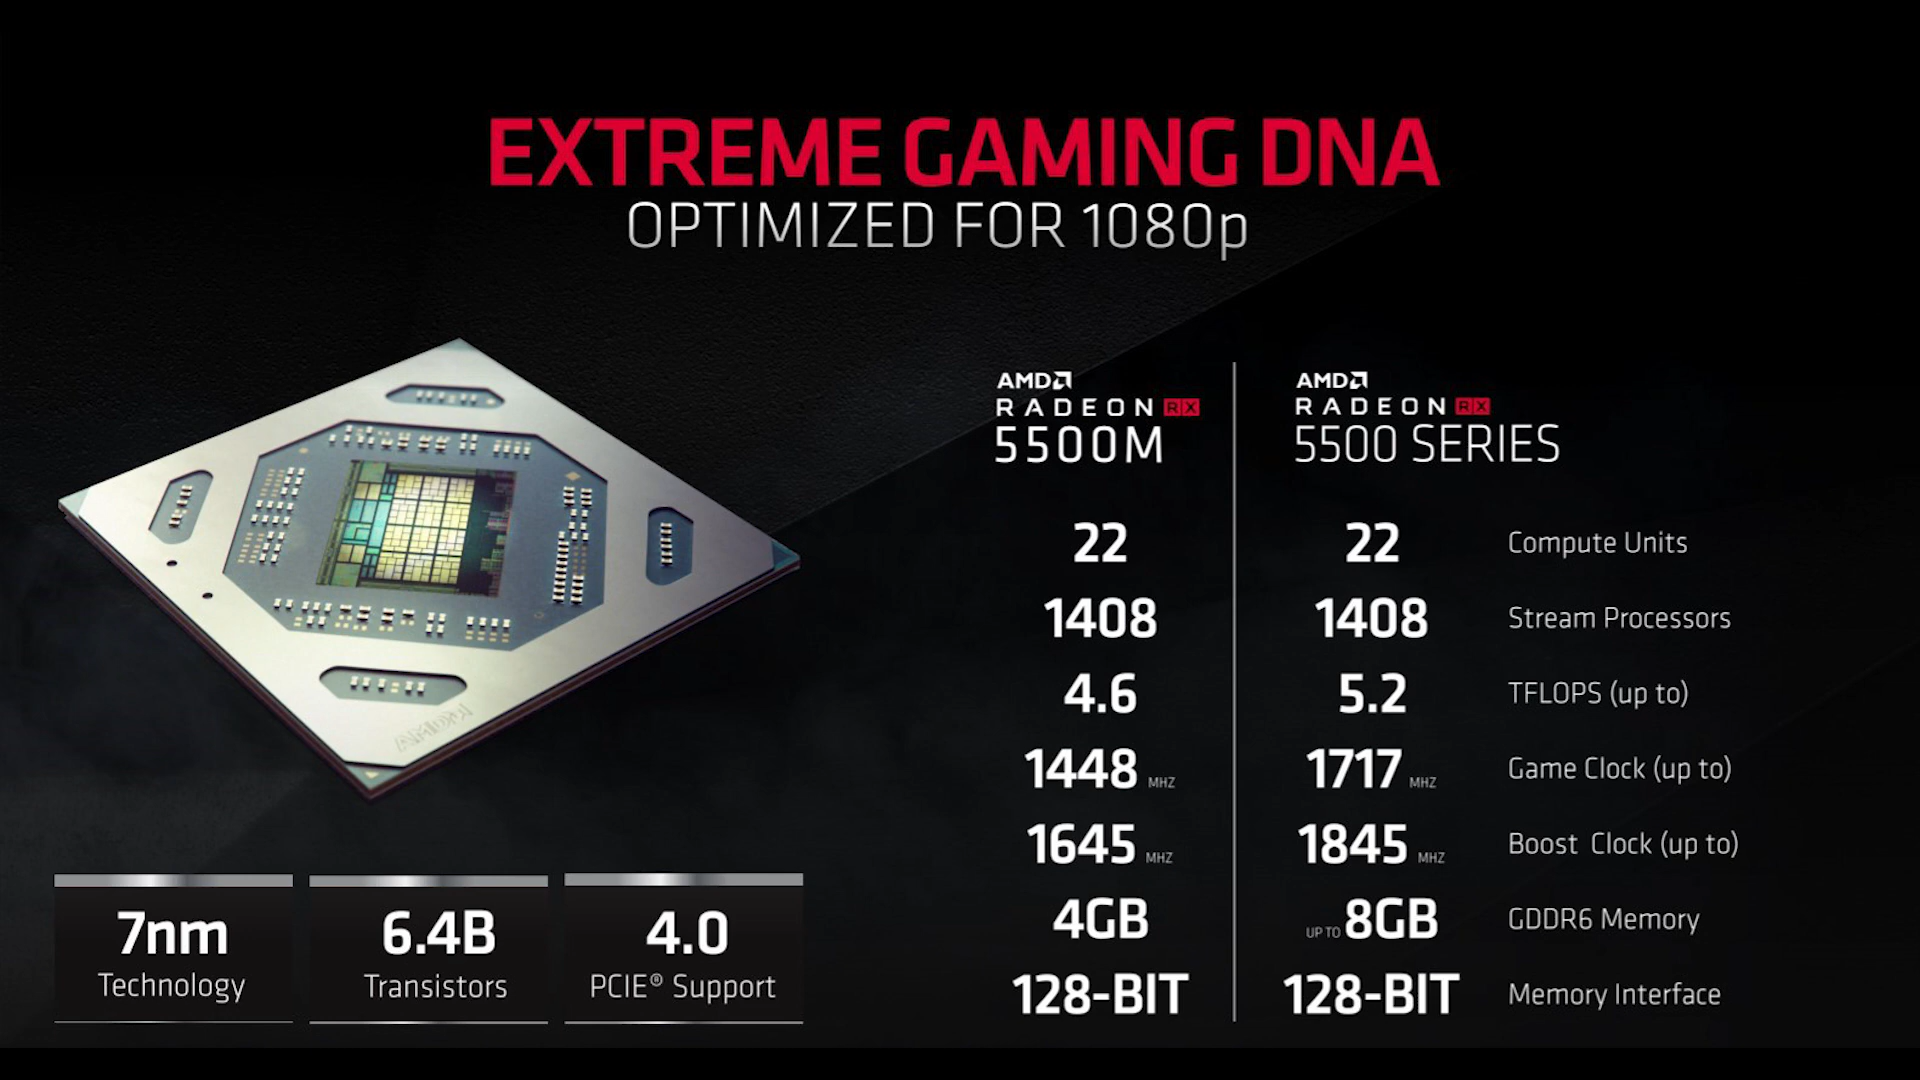 EXTREME GAMING DNA
OPTIMIZED FOR 1080p
AMD
RADEON RX
5500M
AMD
RADEON RX
5500 SERIES
22 22 Compute Units
1408 1408 Stream Processors
4.6 5.2 TFLOPS (up to)
1448 MHZ 1717 MHZ Game Clock (up to)
1645 MHZ 1845 MHZ Boost Clock (up to)
4GB UP TO 8GB GDDR6 Memory
128-BIT 128-BIT Memory Interface
AMD
7nm
Technology
6.4B
Transistors
4.0
PCIE® Support